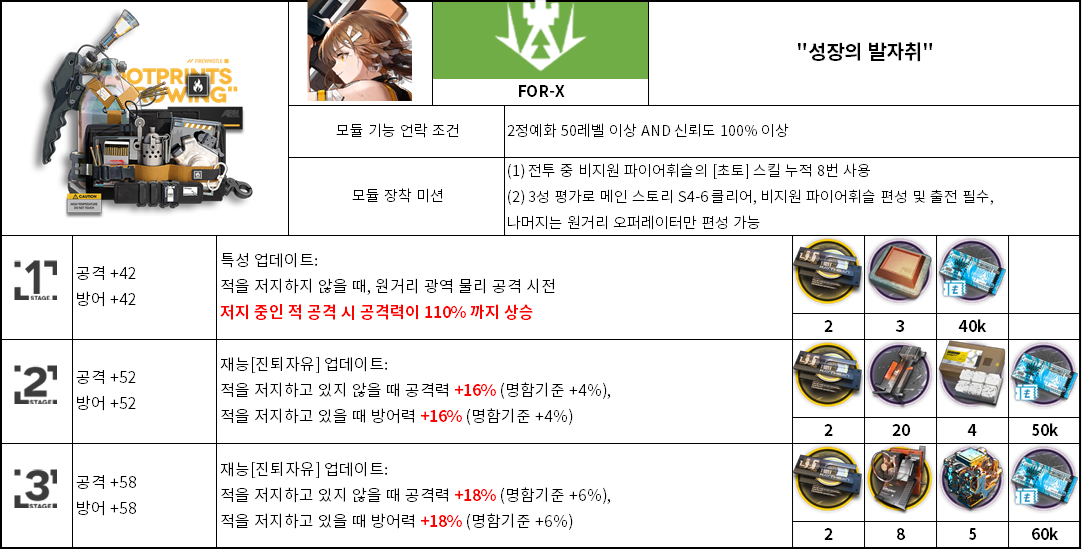 FIREWHISTLE
OTPRINTS
OWING"
CAUTION
HIGH TEMPERATURE
DO NOT TOUCH
FOR-X
"성장의 발자취"
모듈 기능 언락 조건
2정예화 50레벨 이상 AND 신뢰도 100% 이상
모듈 장착 미션
(1) 전투 중 비지원 파이어휘슬의 [초토] 스킬 누적 8번 사용
(2) 3성 평가로 메인 스토리 S4-6 클리어, 비지원 파이어휘슬 편성 및 출전 필수,
나머지는 원거리 오퍼레이터만 편성 가능
1
STAGE.
공격 +42
방어 +42
특성 업데이트:
적을 저지하지 않을 때, 원거리 광역 물리 공격 시전
저지 중인 적 공격 시 공격력이 110% 까지 상승
2
3
40k
2
STAGE.
공격 +52
방어 +52
재능[진퇴자유] 업데이트:
적을 저지하고 있지 않을 때 공격력 +16% (명함기준 +4%),
적을 저지하고 있을 때 방어력 +16% (명함기준 +4%)
2
20
4
50k
3
STAGE.
공격 +58
방어 +58
재능[진퇴자유] 업데이트:
적을 저지하고 있지 않을 때 공격력 +18% (명함기준 +6%),
적을 저지하고 있을 때 방어력 +18% (명함기준 +6%)
2
8
5
60k